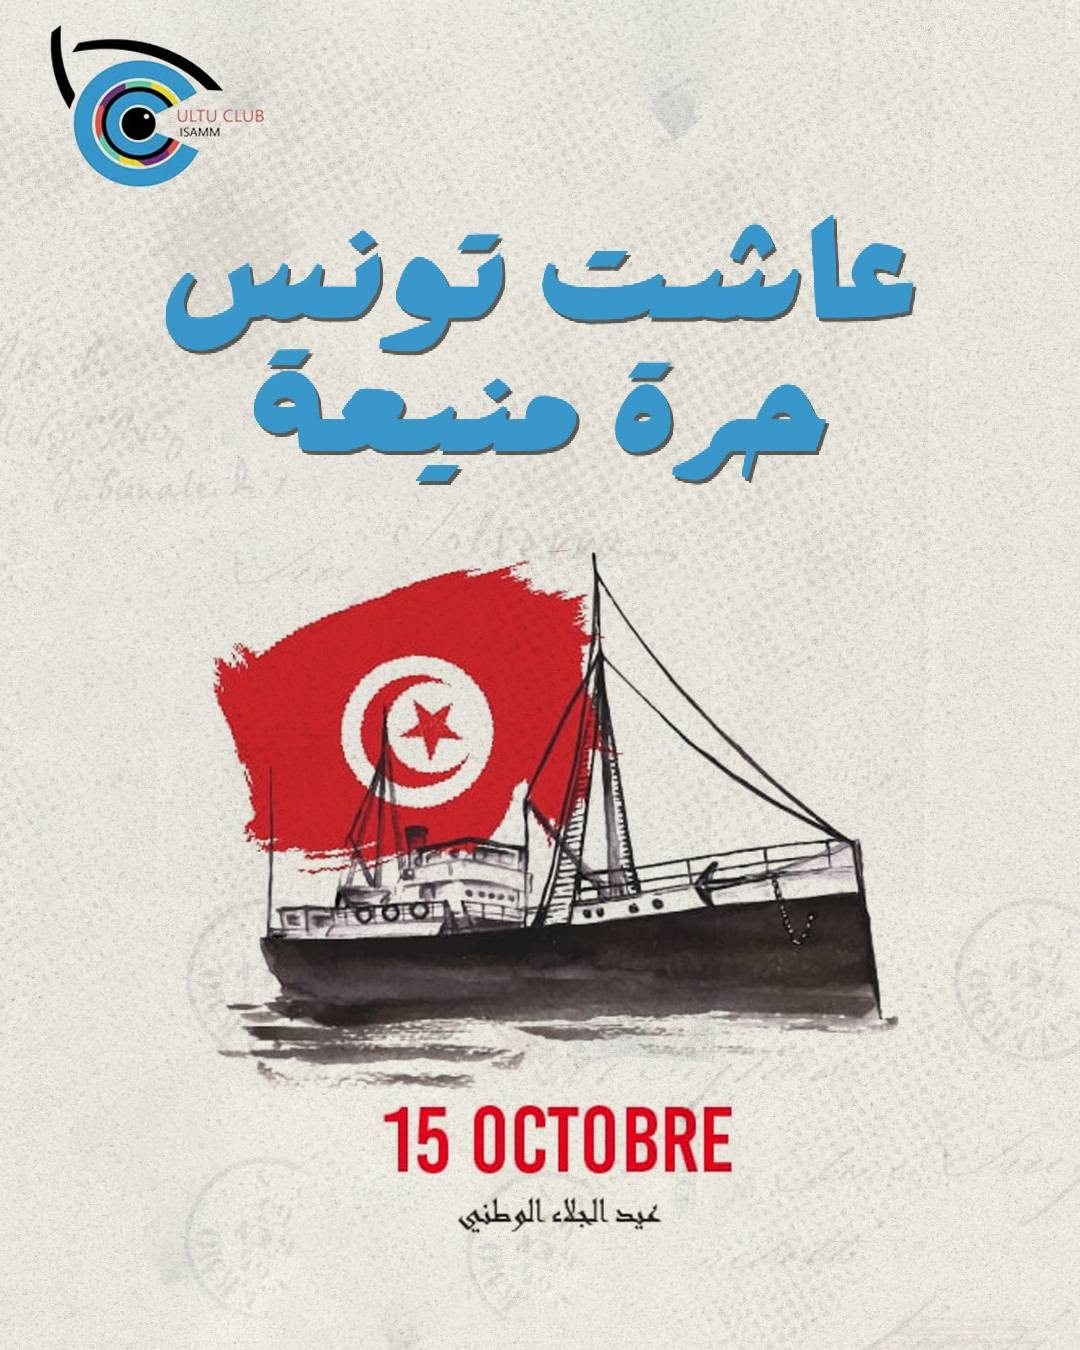 ULTU CLUB
ISAMM
عاشت تونس
حرة منيعة
15 OCTOBRE
عيد الجلاء الوطني